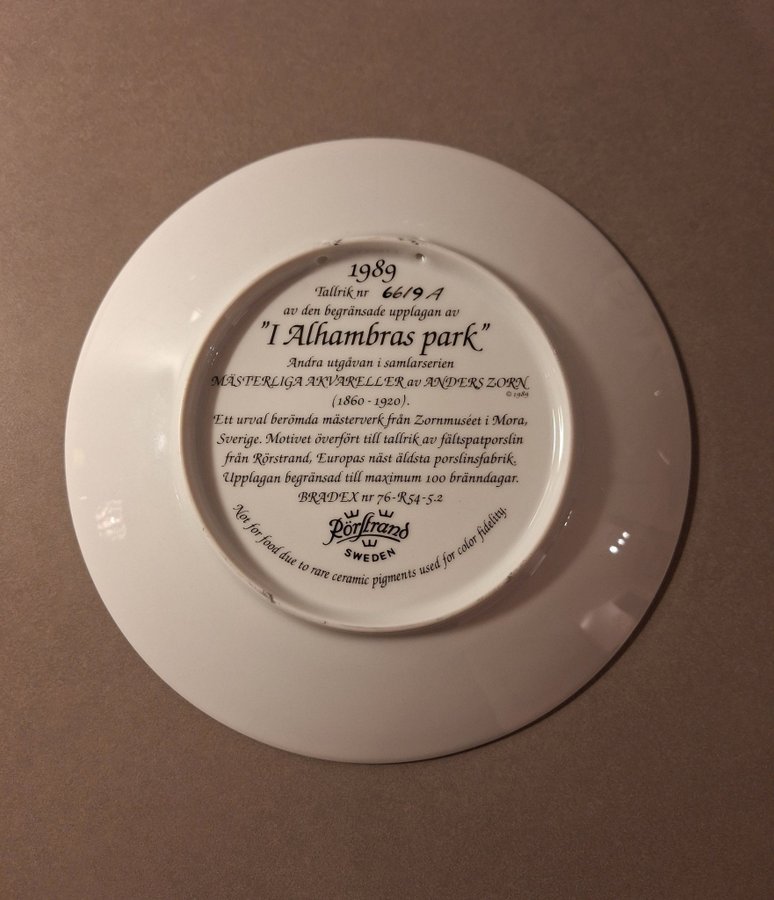 1989
Tallrik nr 6619 A
av den begränsade upplagan av
"I Alhambras park"
Andra utgåvan i samlarserien
MÄSTERLIGA AKVARELLER av ANDERS ZORN
© 1989
(1860 - 1920).
Ett urval berömda mästerverk från Zornmuséet i Mora,
Sverige. Motivet överfört till tallrik av fältspatporslin
från Rörstrand, Europas näst äldsta porslinsfabrik.
Upplagan begränsad till maximum 100 bränndagar.
BRADEX nr 76-R54-5.2
Rörstrand
SWEDEN
Not for food due to rare ceramic pigments used for color fidelity.